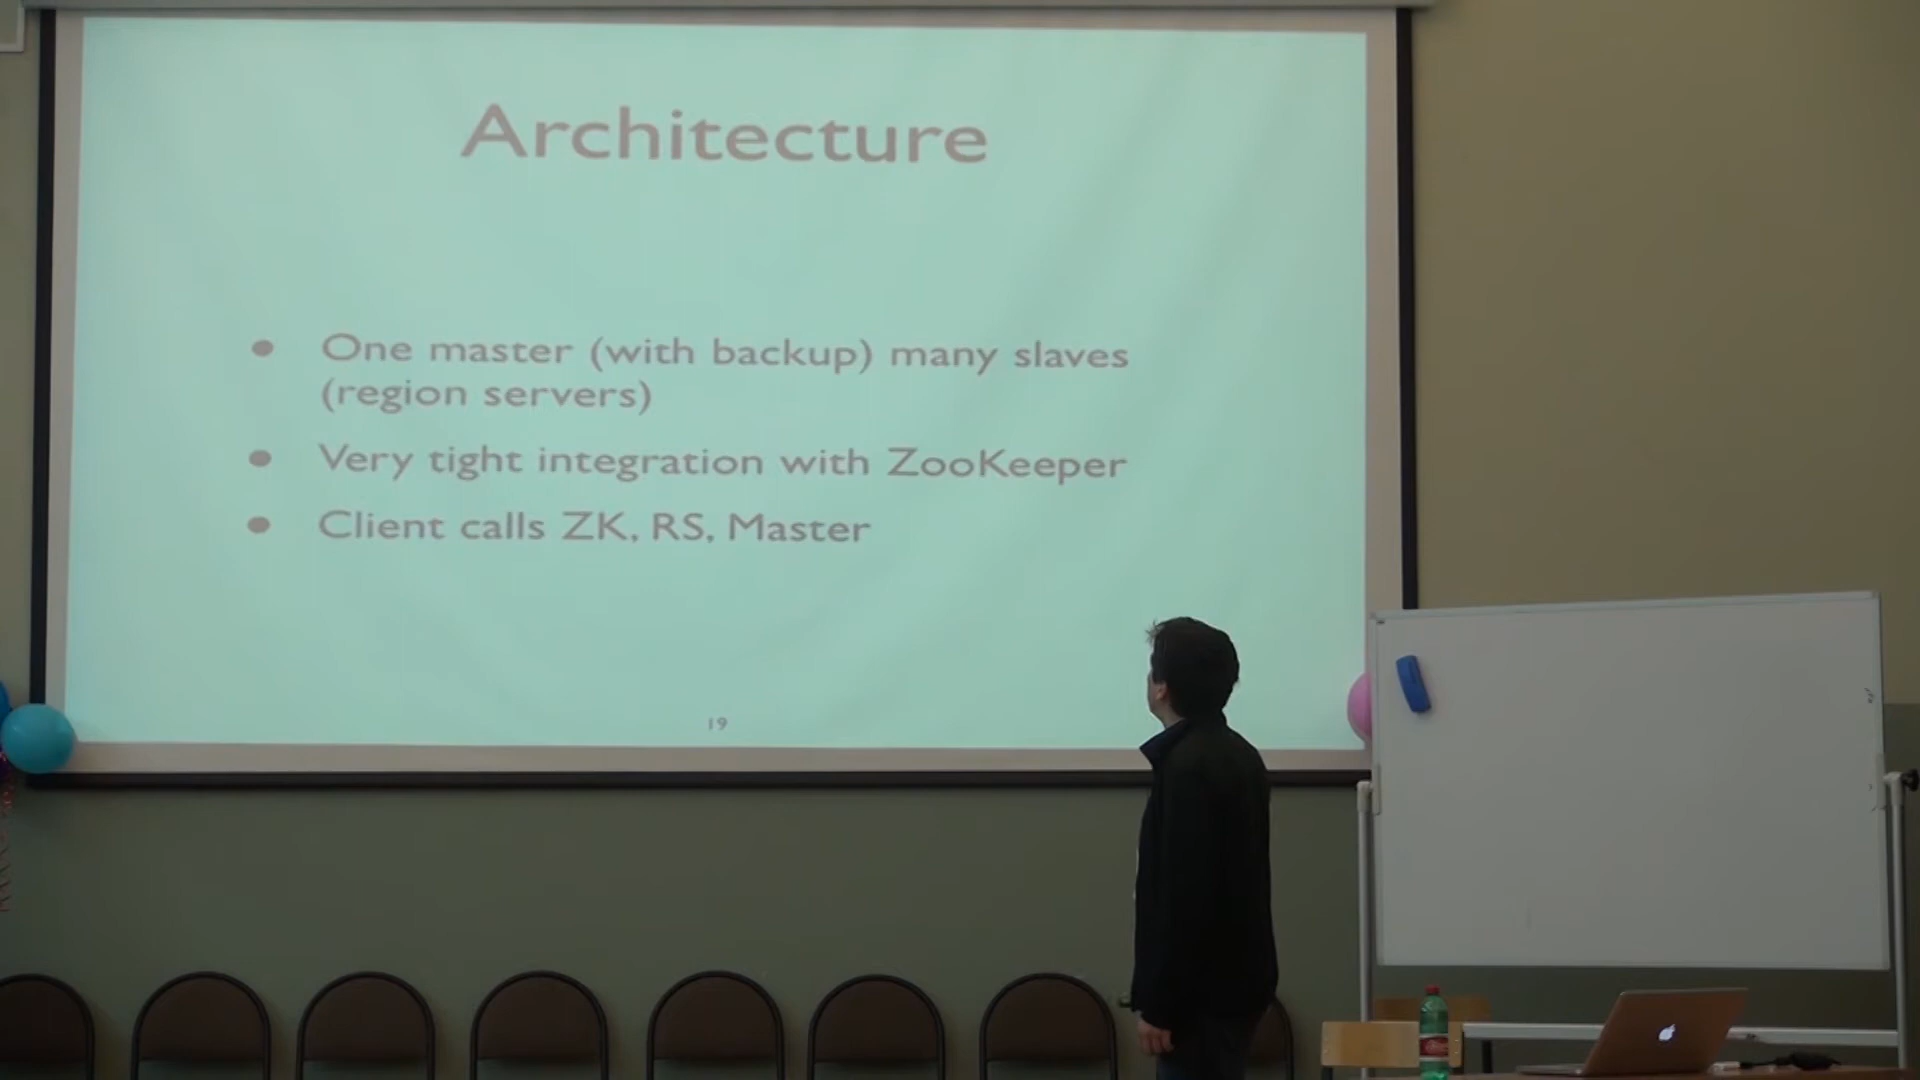 Architecture
• One master (with backup) many slaves
(region servers)
• Very tight integration with ZooKeeper
• Client calls ZK, RS, Master
19